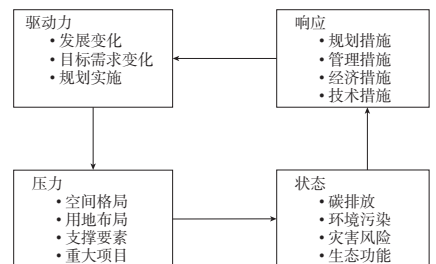 驱动力
• 发展变化
• 目标需求变化
• 规划实施
响应
• 规划措施
• 管理措施
• 经济措施
• 技术措施
压力
• 空间格局
• 用地布局
• 支撑要素
• 重大项目
状态
• 碳排放
• 环境污染
• 灾害风险
• 生态功能